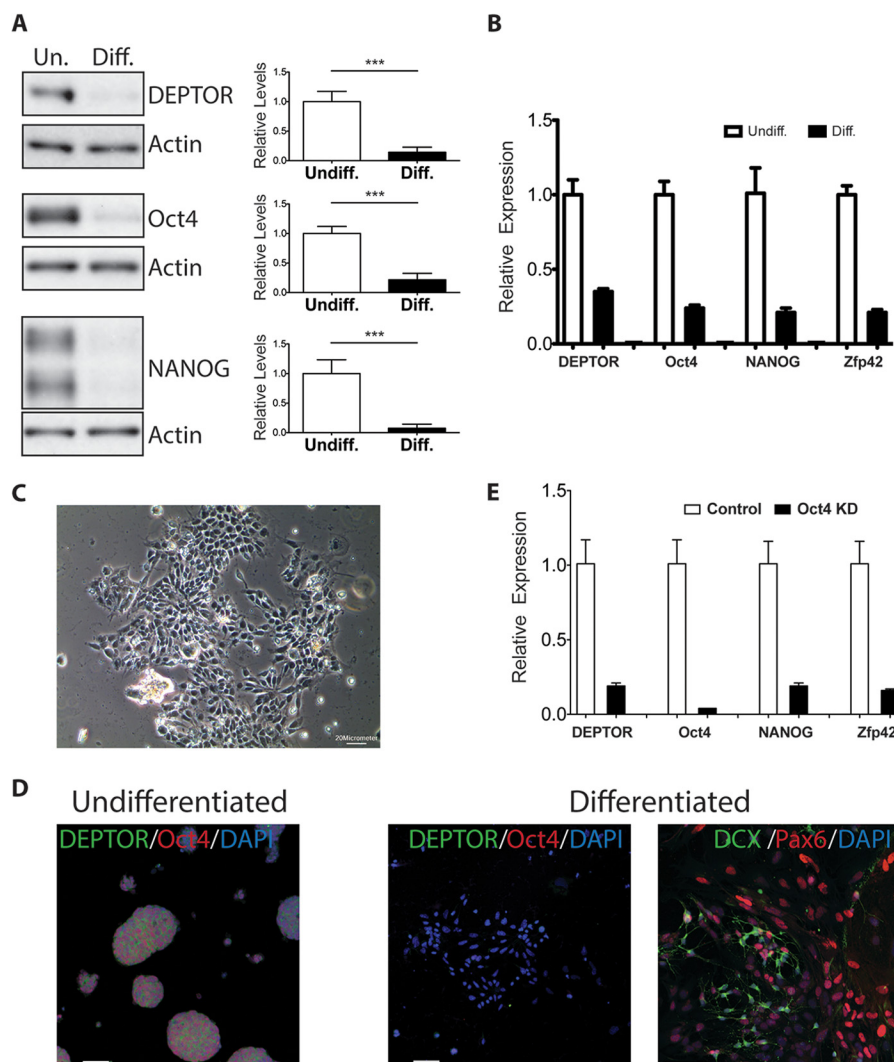 A
Un. Diff.
DEPTOR
Actin
Oct4
Actin
NANOG
Actin
Relative Levels
1.5
1.0
0.5
0.0
***
Undiff. Diff.
Relative Levels
1.5
1.0
0.5
0.0
***
Undiff. Diff.
Relative Levels
1.5
1.0
0.5
0.0
***
Undiff. Diff.
B
Relative Expression
1.5
1.0
0.5
0.0
Undiff. Diff.
DEPTOR Oct4 NANOG Zfp42
C
20Micrometer
E
Relative Expression
1.5
1.0
0.5
0.0
Control Oct4 KD
DEPTOR Oct4 NANOG Zfp42
D
Undifferentiated
DEPTOR/Oct4/DAPI
Differentiated
DEPTOR/Oct4/DAPI
DCX/Pax6/DAPI